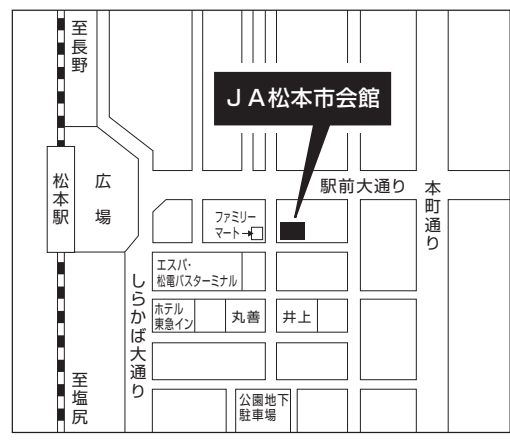 至長野
JA松本市会館
松本駅
広場
駅前大通り
本町通り
ファミリー
マート→
エスパ・
松電バスターミナル
しらかば大通り
ホテル
東急イン
丸善
井上
至塩尻
公園地下
駐車場